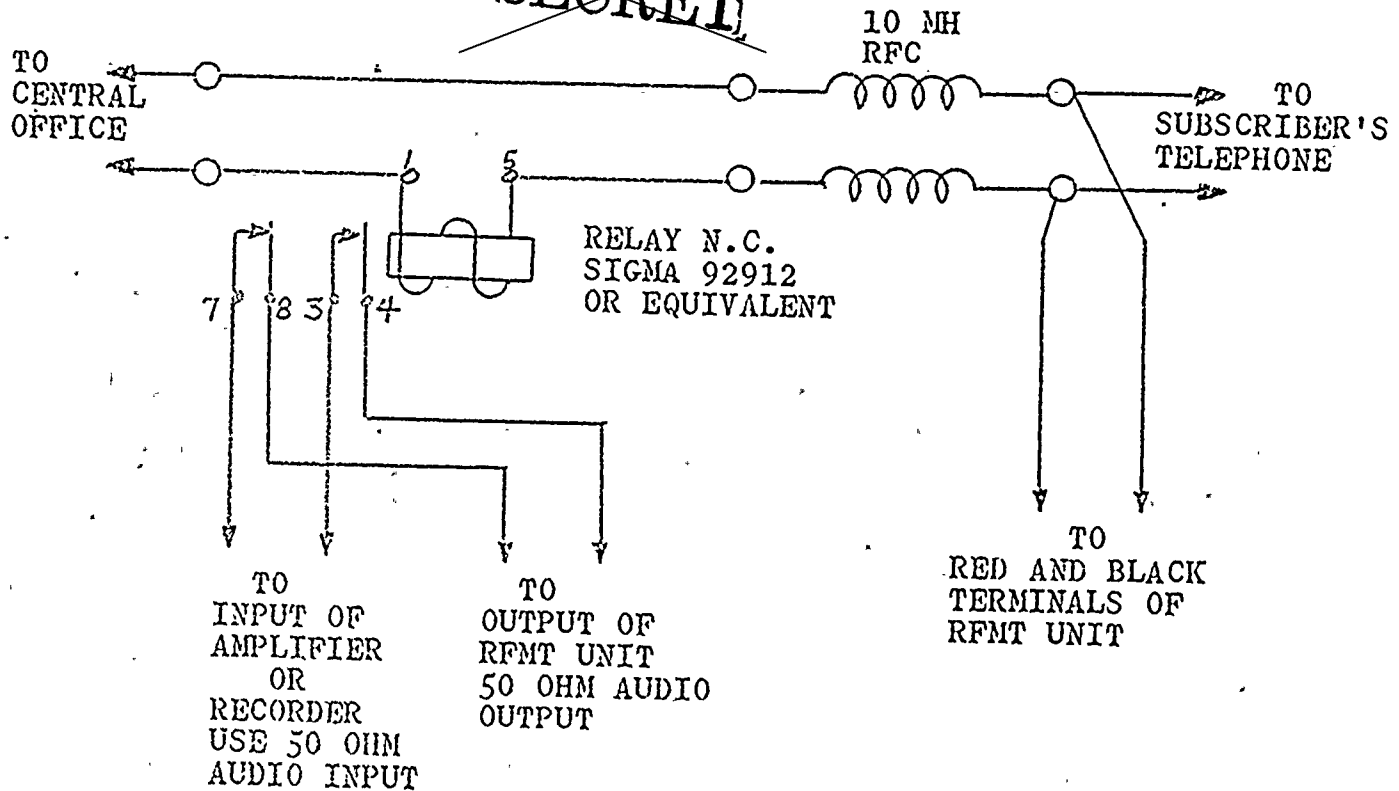 SECRET
10 MH
RFC
TO
CENTRAL
OFFICE
TO
SUBSCRIBER'S
TELEPHONE
1 5
RELAY N.C.
SIGMA 92912
OR EQUIVALENT
7 8 3 4
TO
INPUT OF
AMPLIFIER
OR
RECORDER
USE 50 OHM
AUDIO INPUT
TO
OUTPUT OF
RFMT UNIT
50 OHM AUDIO
OUTPUT
TO
RED AND BLACK
TERMINALS OF
RFMT UNIT